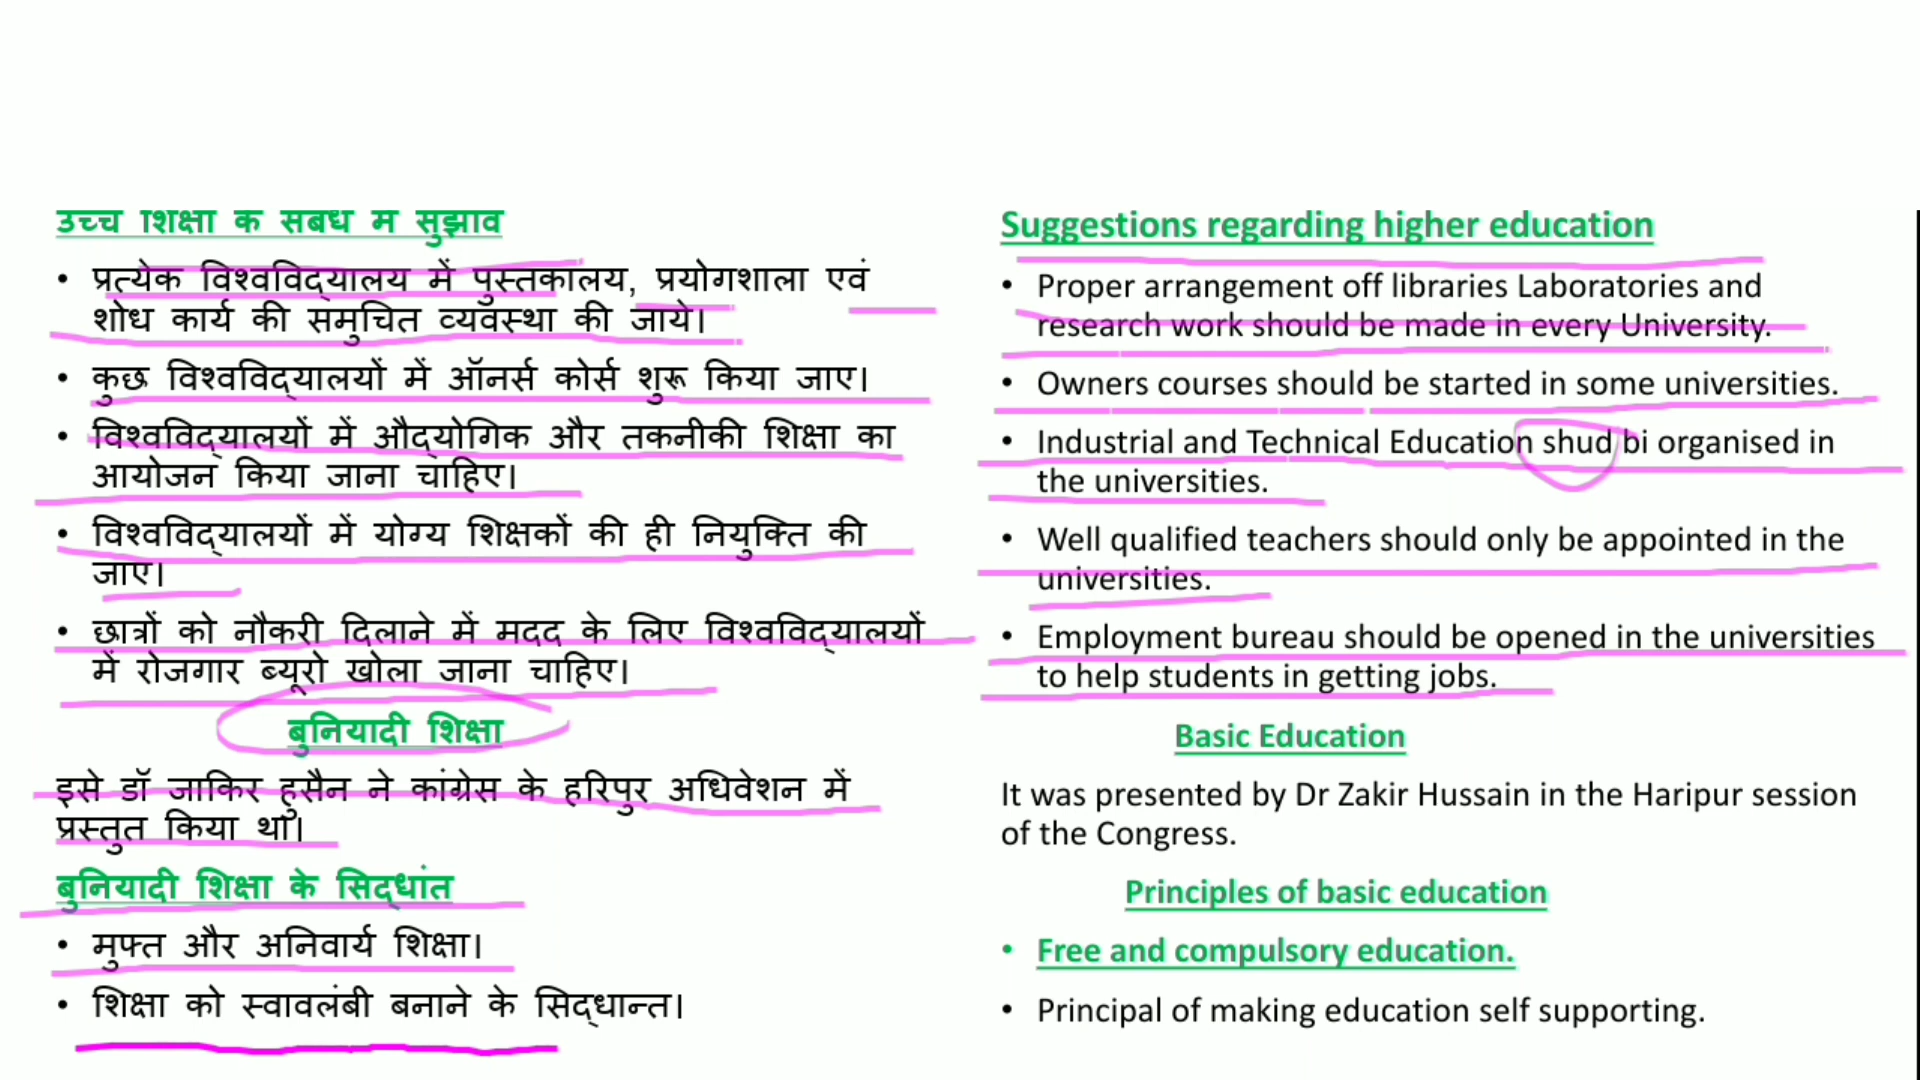 उच्च शिक्षा के संबंध में सुझाव
• प्रत्येक विश्वविद्यालय में पुस्तकालय, प्रयोगशाला एवं
शोध कार्य की समुचित व्यवस्था की जाये।
• कुछ विश्वविद्यालयों में ऑनर्स कोर्स शुरू किया जाए।
• विश्वविद्यालयों में औद्योगिक और तकनीकी शिक्षा का
आयोजन किया जाना चाहिए।
• विश्वविद्यालयों में योग्य शिक्षकों की ही नियुक्ति की
जाए।
• छात्रों को नौकरी दिलाने में मदद के लिए विश्वविद्यालयों
में रोजगार ब्यूरो खोला जाना चाहिए।
बुनियादी शिक्षा
इसे डॉ जाकिर हुसैन ने कांग्रेस के हरिपुर अधिवेशन में
प्रस्तुत किया था।
बुनियादी शिक्षा के सिद्धांत
• मुफ्त और अनिवार्य शिक्षा।
• शिक्षा को स्वावलंबी बनाने के सिद्धान्त।
Suggestions regarding higher education
• Proper arrangement off libraries Laboratories and
research work should be made in every University.
• Owners courses should be started in some universities.
• Industrial and Technical Education shud bi organised in
the universities.
• Well qualified teachers should only be appointed in the
universities.
• Employment bureau should be opened in the universities
to help students in getting jobs.
Basic Education
It was presented by Dr Zakir Hussain in the Haripur session
of the Congress.
Principles of basic education
• Free and compulsory education.
• Principal of making education self supporting.